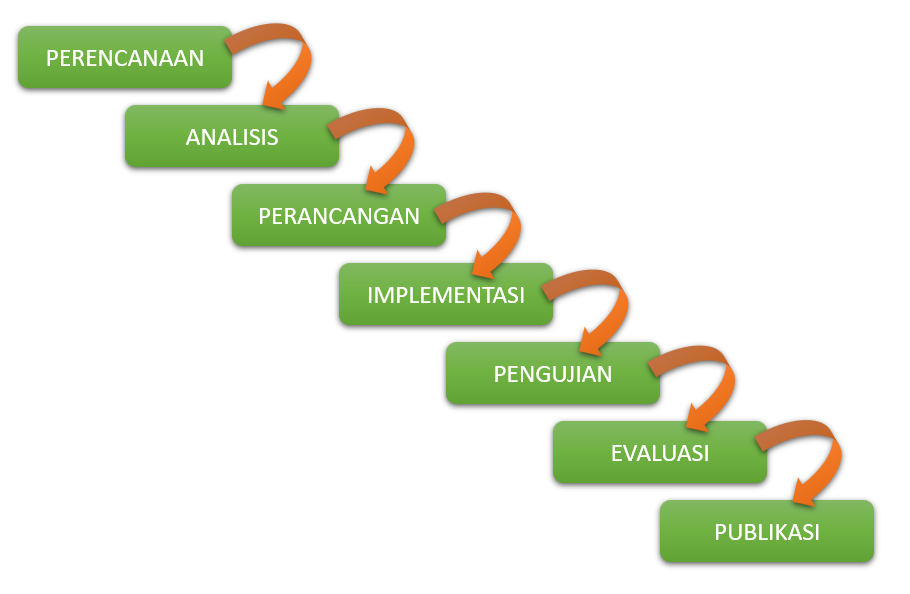 PERENCANAAN
ANALISIS
PERANCANGAN
IMPLEMENTASI
PENGUJIAN
EVALUASI
PUBLIKASI